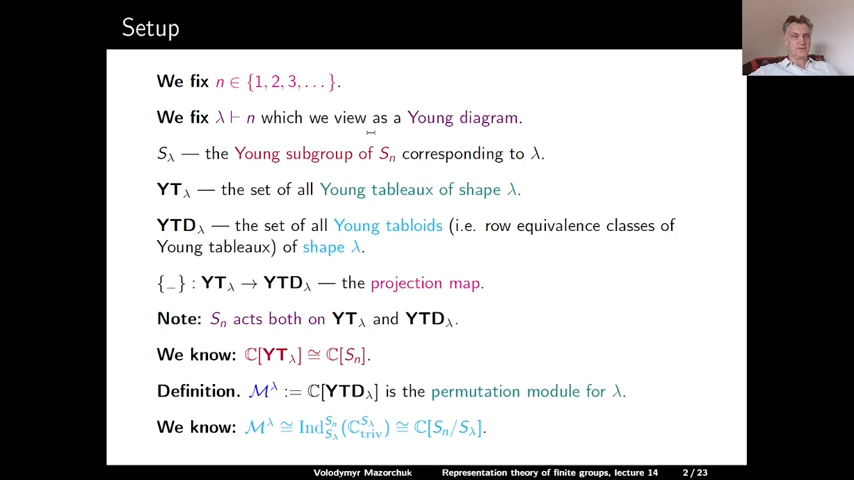 Setup
We fix n ∈ {1, 2, 3, . . . }.
We fix λ ⊢ n which we view as a Young diagram.
S_λ — the Young subgroup of S_n corresponding to λ.
YT_λ — the set of all Young tableaux of shape λ.
YTD_λ — the set of all Young tabloids (i.e. row equivalence classes of
Young tableaux) of shape λ.
{_} : YT_λ → YTD_λ — the projection map.
Note: S_n acts both on YT_λ and YTD_λ.
We know: ℂ[YT_λ] ≅ ℂ[S_n].
Definition. ℳ^λ := ℂ[YTD_λ] is the permutation module for λ.
We know: ℳ^λ ≅ Ind_{S_λ}^{S_n}(ℂ_{triv}^{S_λ}) ≅ ℂ[S_n/S_λ].
Volodymyr Mazorchuk Representation theory of finite groups, lecture 14 2 / 23